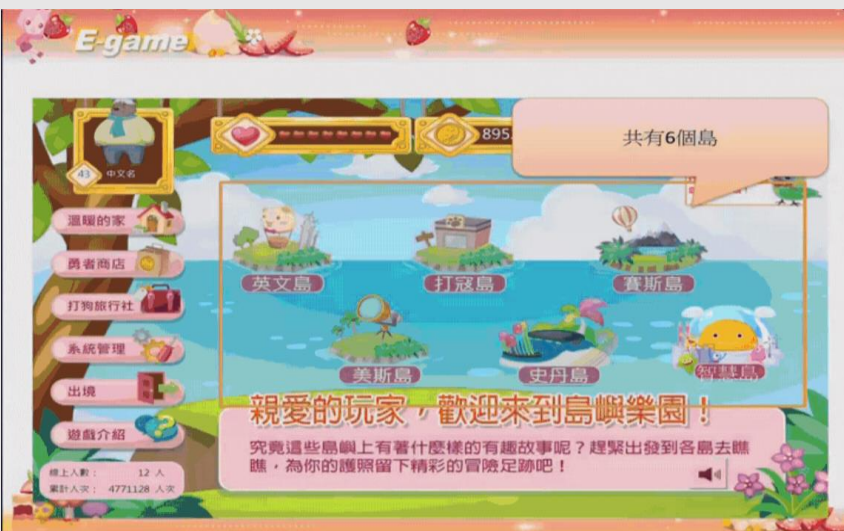 E-game
895
共有6個島
43
中文名
溫暖的家
勇者商店
打狗旅行社
系統管理
出境
遊戲介紹
線上人數： 12 人
累計人次： 4771128 人次
英文島
打寇島
賽斯島
美斯島
史丹島
智慧島
親愛的玩家，歡迎來到島嶼樂園！
究竟這些島嶼上有著什麼樣的有趣故事呢？趕緊出發到各島去瞧
瞧，為你的護照留下精彩的冒險足跡吧！